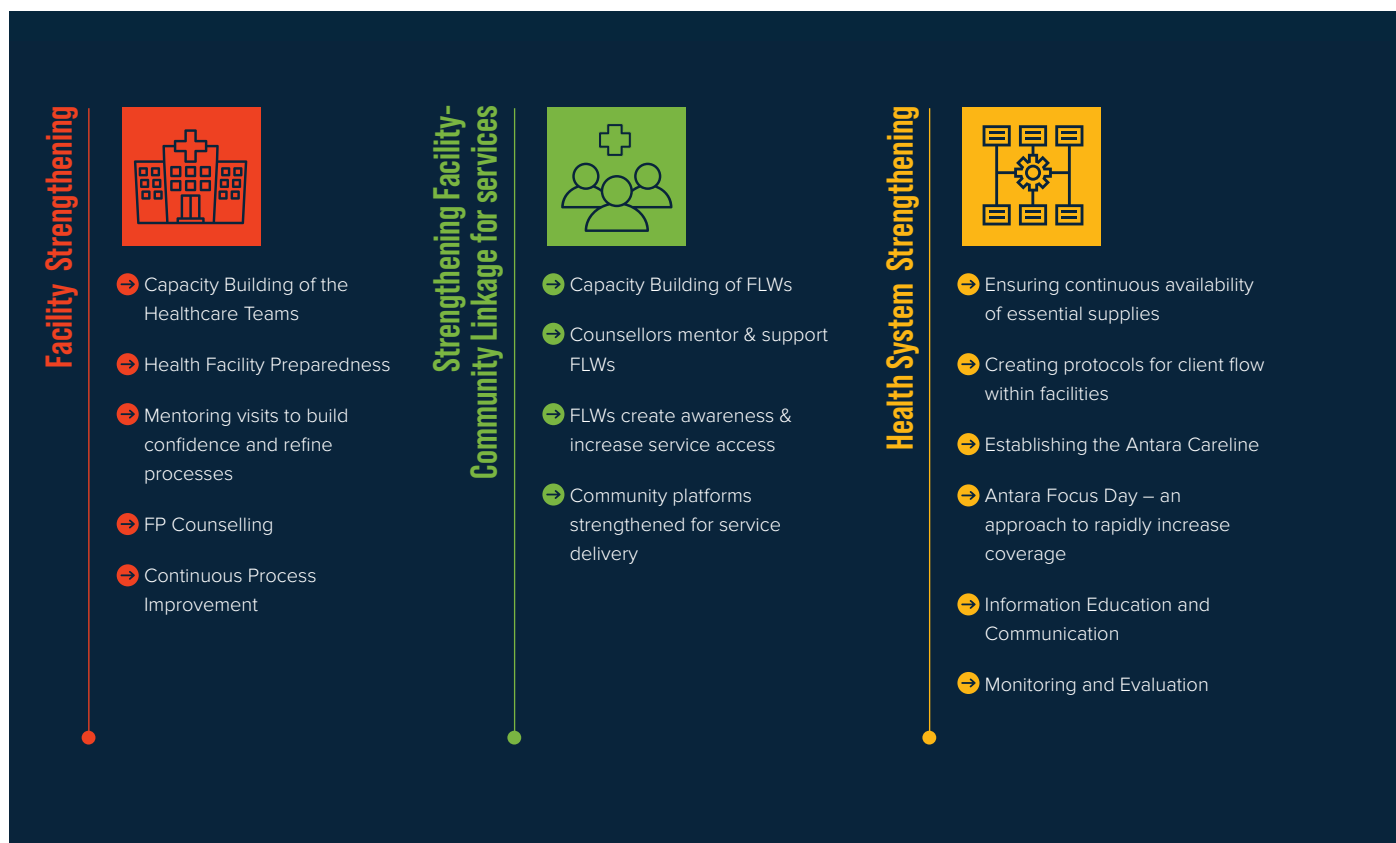 Facility Strengthening
Capacity Building of the
Healthcare Teams
Health Facility Preparedness
Mentoring visits to build
confidence and refine
processes
FP Counselling
Continuous Process
Improvement
Strengthening Facility-
Community Linkage for services
Capacity Building of FLWs
Counsellors mentor & support
FLWs
FLWs create awareness &
increase service access
Community platforms
strengthened for service
delivery
Health System Strengthening
Ensuring continuous availability
of essential supplies
Creating protocols for client flow
within facilities
Establishing the Antara Careline
Antara Focus Day – an
approach to rapidly increase
coverage
Information Education and
Communication
Monitoring and Evaluation